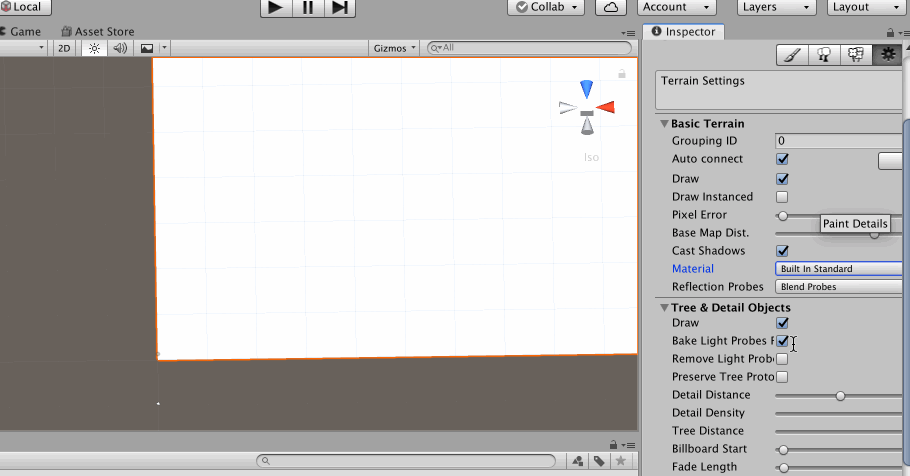 Local
Collab
Account
Layers
Layout
Game
Asset Store
Inspector
2D
Gizmos
All
Terrain Settings
Iso
Basic Terrain
Grouping ID
0
Auto connect
Draw
Draw Instanced
Pixel Error
Paint Details
Base Map Dist.
Cast Shadows
Material
Built In Standard
Reflection Probes
Blend Probes
Tree & Detail Objects
Draw
Bake Light Probes F
Remove Light Probe
Preserve Tree Proto
Detail Distance
Detail Density
Tree Distance
Billboard Start
Fade Length